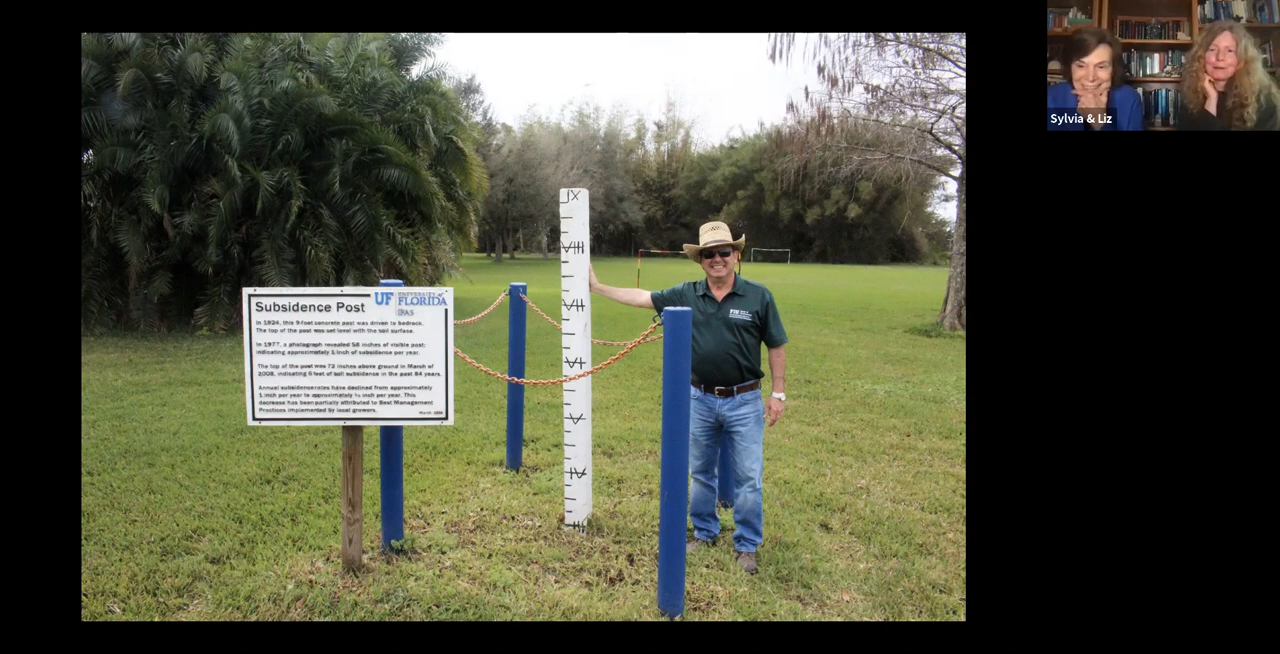 Sylvia & Liz
Subsidence Post
UF UNIVERSITY of
FLORIDA
IFAS
In 1924, this 9-foot concrete post was driven to bedrock.
The top of the post was set level with the soil surface.
In 1977, a photograph revealed 58 inches of visible post;
indicating approximately 1 inch of subsidence per year.
The top of the post was 72 inches above ground in March of
2008, indicating 6 feet of soil subsidence in the past 84 years.
Annual subsidence rates have declined from approximately
1 inch per year to approximately ½ inch per year. This
decrease has been partially attributed to Best Management
Practices implemented by local growers.
March
IX
VIII
VII
VI
V
IV
III
FIU